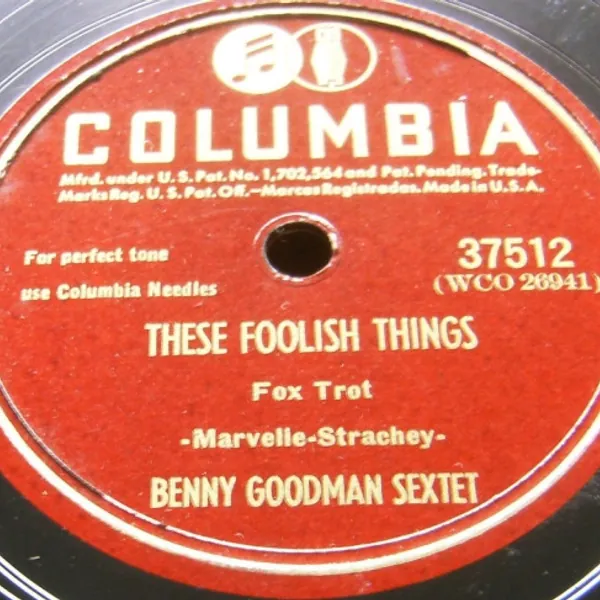 COLUMBIA
Mfrd. under U. S. Pat. No. 1,702,564 and Pat. Pending. Trade-
Marks Reg. U. S. Pat. Off.—Marcas Registradas. Made in U. S. A.
For perfect tone
use Columbia Needles
37512
(WCO 26941)
THESE FOOLISH THINGS
Fox Trot
-Marvelle-Strachey-
BENNY GOODMAN SEXTET